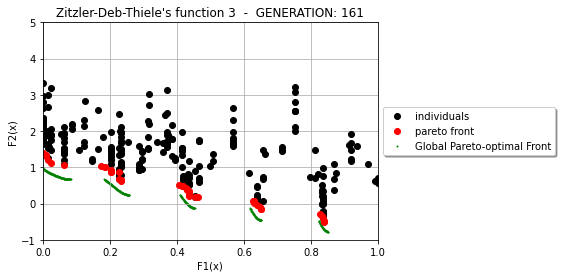 Zitzler-Deb-Thiele's function 3 - GENERATION: 161
5
4
3
2
1
0
−1
F2(x)
0.0 0.2 0.4 0.6 0.8 1.0
F1(x)
individuals
pareto front
Global Pareto-optimal Front